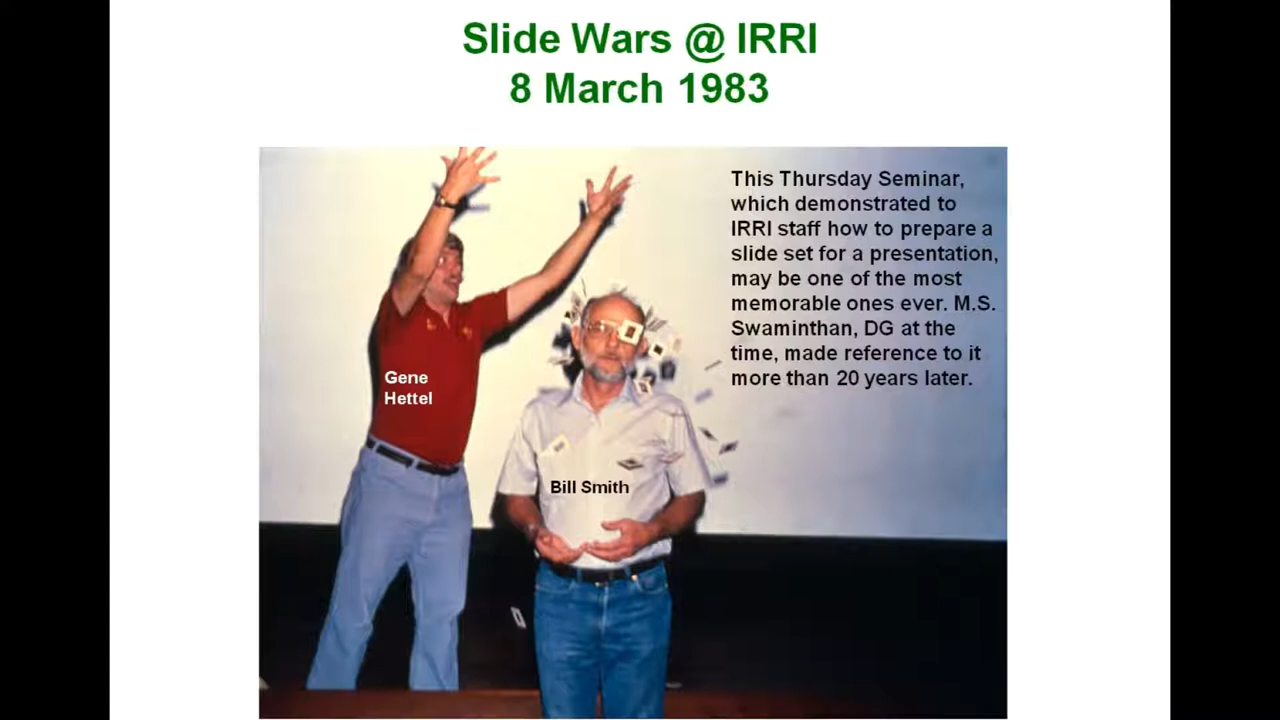 Slide Wars @ IRRI
8 March 1983
This Thursday Seminar,
which demonstrated to
IRRI staff how to prepare a
slide set for a presentation,
may be one of the most
memorable ones ever. M.S.
Swaminthan, DG at the
time, made reference to it
more than 20 years later.
Gene
Hettel
Bill Smith